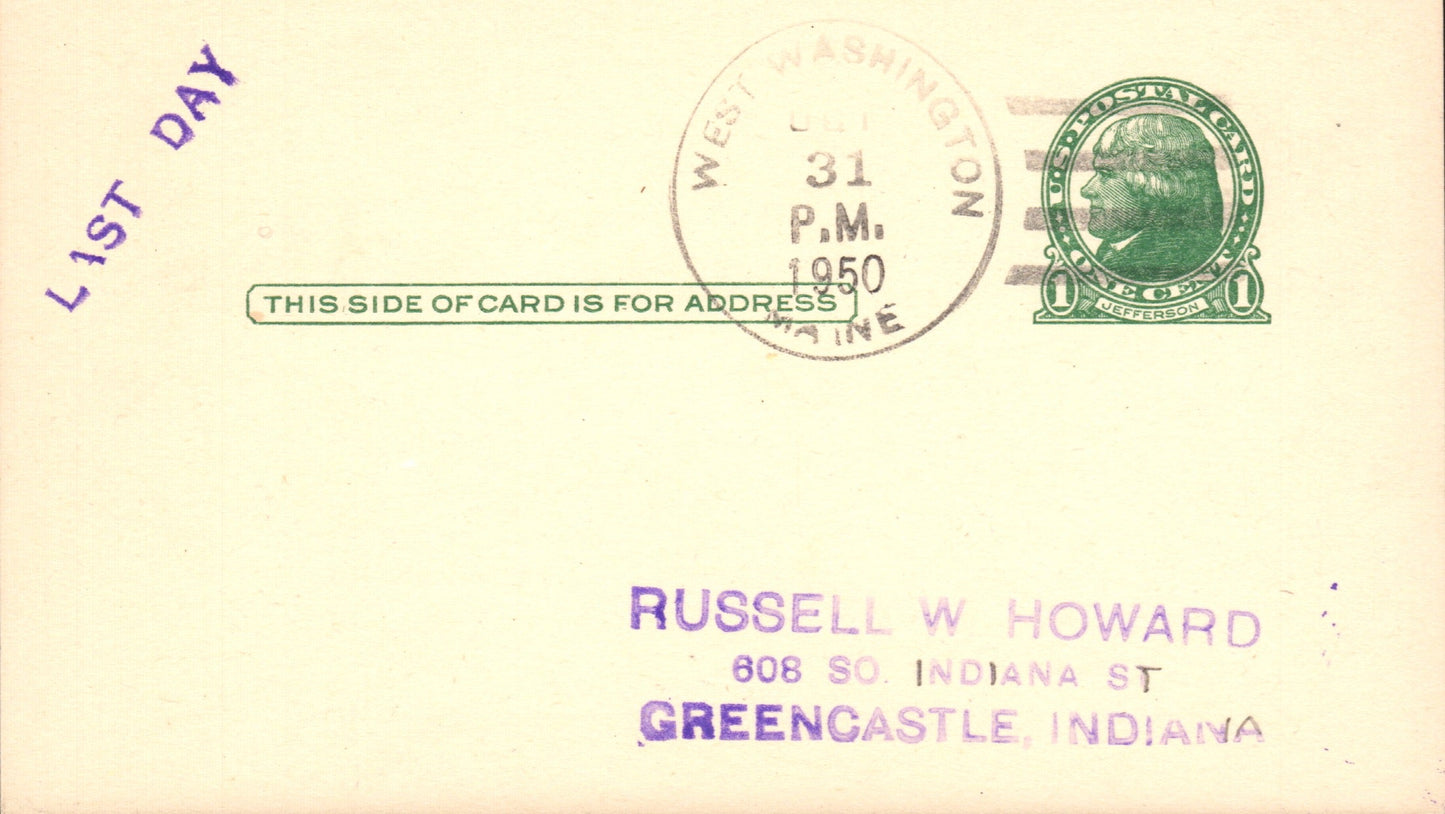 LAST DAY
WEST WASHINGTON
OCT
31
P.M.
1950
MAINE
U.S. POSTAL CARD
ONE CENT
1 JEFFERSON 1
THIS SIDE OF CARD IS FOR ADDRESS
RUSSELL W HOWARD
608 SO. INDIANA ST
GREENCASTLE, INDIANA